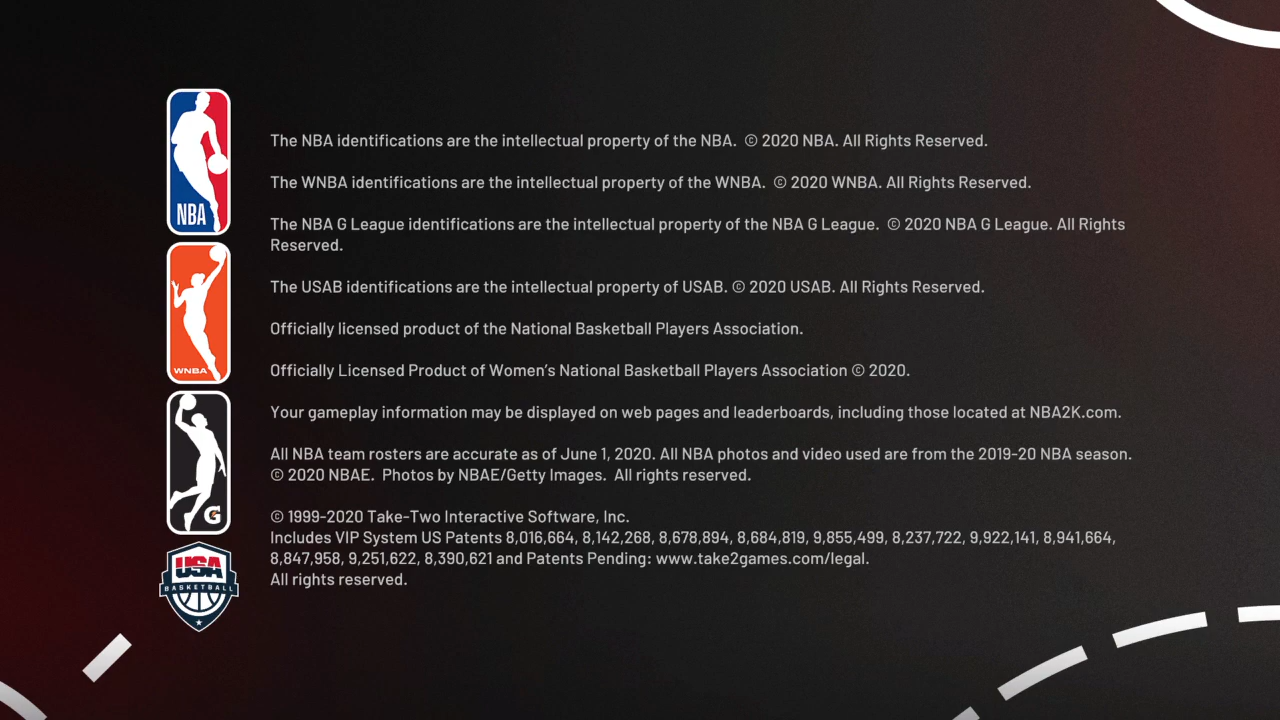 The NBA identifications are the intellectual property of the NBA.  © 2020 NBA. All Rights Reserved.
The WNBA identifications are the intellectual property of the WNBA.  © 2020 WNBA. All Rights Reserved.
The NBA G League identifications are the intellectual property of the NBA G League.  © 2020 NBA G League. All Rights
Reserved.
The USAB identifications are the intellectual property of USAB. © 2020 USAB. All Rights Reserved.
Officially licensed product of the National Basketball Players Association.
Officially Licensed Product of Women’s National Basketball Players Association © 2020.
Your gameplay information may be displayed on web pages and leaderboards, including those located at NBA2K.com.
All NBA team rosters are accurate as of June 1, 2020. All NBA photos and video used are from the 2019-20 NBA season.
© 2020 NBAE.  Photos by NBAE/Getty Images.  All rights reserved.
© 1999-2020 Take-Two Interactive Software, Inc.
Includes VIP System US Patents 8,016,664, 8,142,268, 8,678,894, 8,684,819, 9,855,499, 8,237,722, 9,922,141, 8,941,664,
8,847,958, 9,251,622, 8,390,621 and Patents Pending: www.take2games.com/legal.
All rights reserved.
NBA
WNBA
G
USA
BASKETBALL